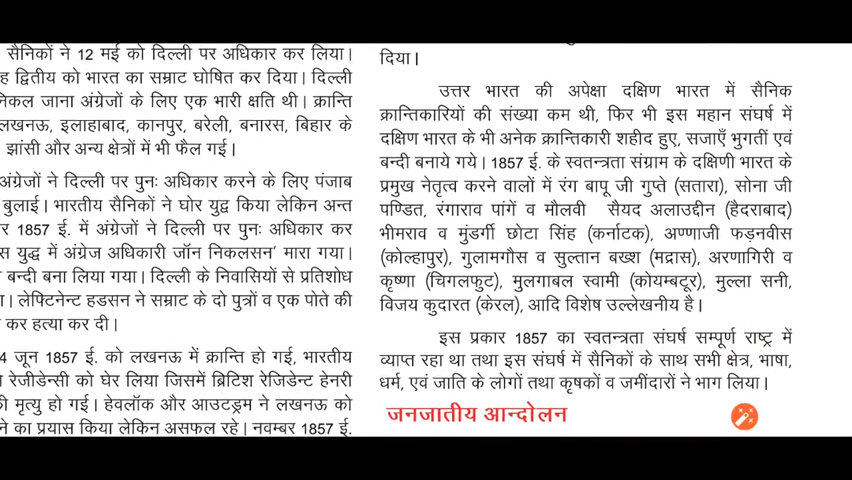 सैनिकों ने 12 मई को दिल्ली पर अधिकार कर लिया।
ह द्वितीय को भारत का सम्राट घोषित कर दिया। दिल्ली
निकल जाना अंग्रेजों के लिए एक भारी क्षति थी। क्रान्ति
लखनऊ, इलाहाबाद, कानपुर, बरेली, बनारस, बिहार के
झांसी और अन्य क्षेत्रों में भी फैल गई।
अंग्रेजों ने दिल्ली पर पुनः अधिकार करने के लिए पंजाब
बुलाई। भारतीय सैनिकों ने घोर युद्व किया लेकिन अन्त
र 1857 ई. में अंग्रेजों ने दिल्ली पर पुनः अधिकार कर
स युद्ध में अंग्रेज अधिकारी जॉन निकलसन' मारा गया।
बन्दी बना लिया गया। दिल्ली के निवासियों से प्रतिशोध
ा। लेफ्टिनेन्ट हडसन ने सम्राट के दो पुत्रों व एक पोते की
कर हत्या कर दी।
4 जून 1857 ई. को लखनऊ में क्रान्ति हो गई, भारतीय
रेजीडेन्सी को घेर लिया जिसमें ब्रिटिश रेजिडेन्ट हेनरी
की मृत्यु हो गई। हेवलॉक और आउट्रम ने लखनऊ को
ने का प्रयास किया लेकिन असफल रहे। नवम्बर 1857 ई.
दिया।
उत्तर भारत की अपेक्षा दक्षिण भारत में सैनिक
क्रान्तिकारियों की संख्या कम थी, फिर भी इस महान संघर्ष में
दक्षिण भारत के भी अनेक क्रान्तिकारी शहीद हुए, सजाएँ भुगतीं एवं
बन्दी बनाये गये। 1857 ई. के स्वतन्त्रता संग्राम के दक्षिणी भारत के
प्रमुख नेतृत्व करने वालों में रंग बापू जी गुप्ते (सतारा), सोना जी
पण्डित, रंगाराव पांगें व मौलवी सैयद अलाउद्दीन (हैदराबाद)
भीमराव व मुंडर्गी छोटा सिंह (कर्नाटक), अण्णाजी फड़नवीस
(कोल्हापुर), गुलामगौस व सुल्तान बख्श (मद्रास), अरणागिरी व
कृष्णा (चिगलफुट), मुलगाबल स्वामी (कोयम्बटूर), मुल्ला सनी,
विजय कुदारत (केरल), आदि विशेष उल्लेखनीय है।
इस प्रकार 1857 का स्वतन्त्रता संघर्ष सम्पूर्ण राष्ट्र में
व्याप्त रहा था तथा इस संघर्ष में सैनिकों के साथ सभी क्षेत्र, भाषा,
धर्म, एवं जाति के लोगों तथा कृषकों व जमींदारों ने भाग लिया।
जनजातीय आन्दोलन